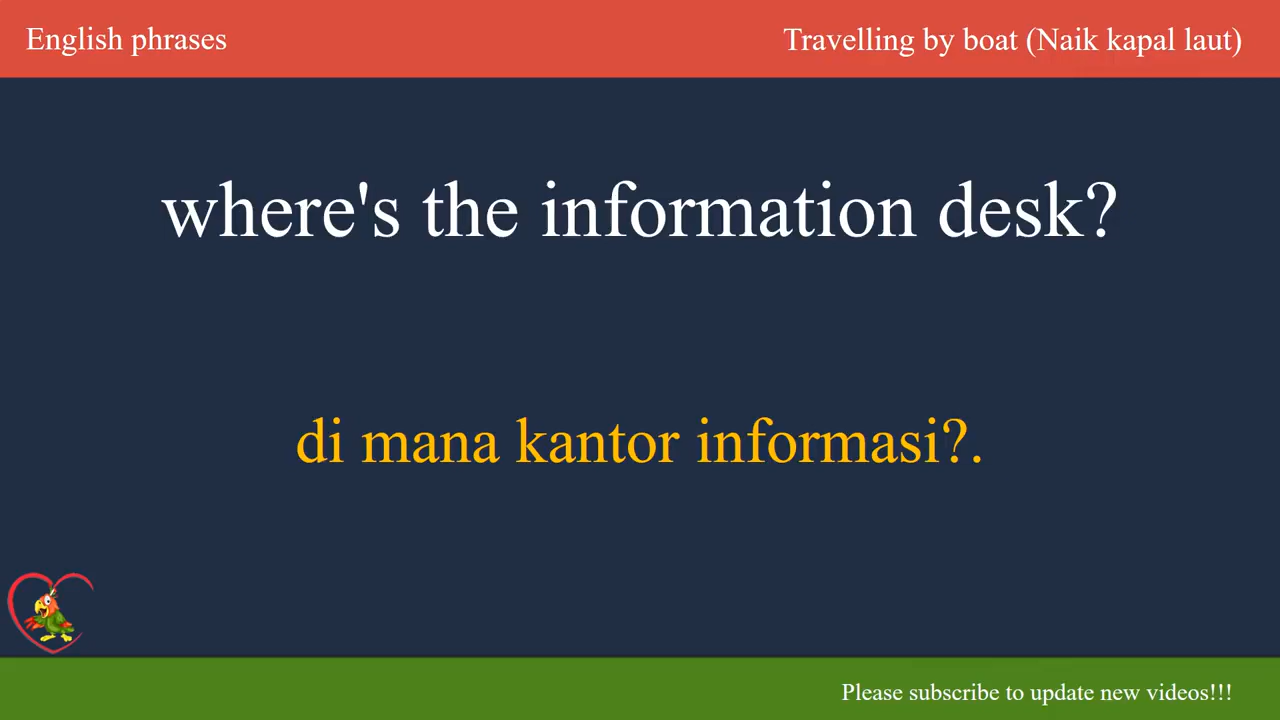 English phrases
Travelling by boat (Naik kapal laut)
where's the information desk?
di mana kantor informasi?.
Please subscribe to update new videos!!!